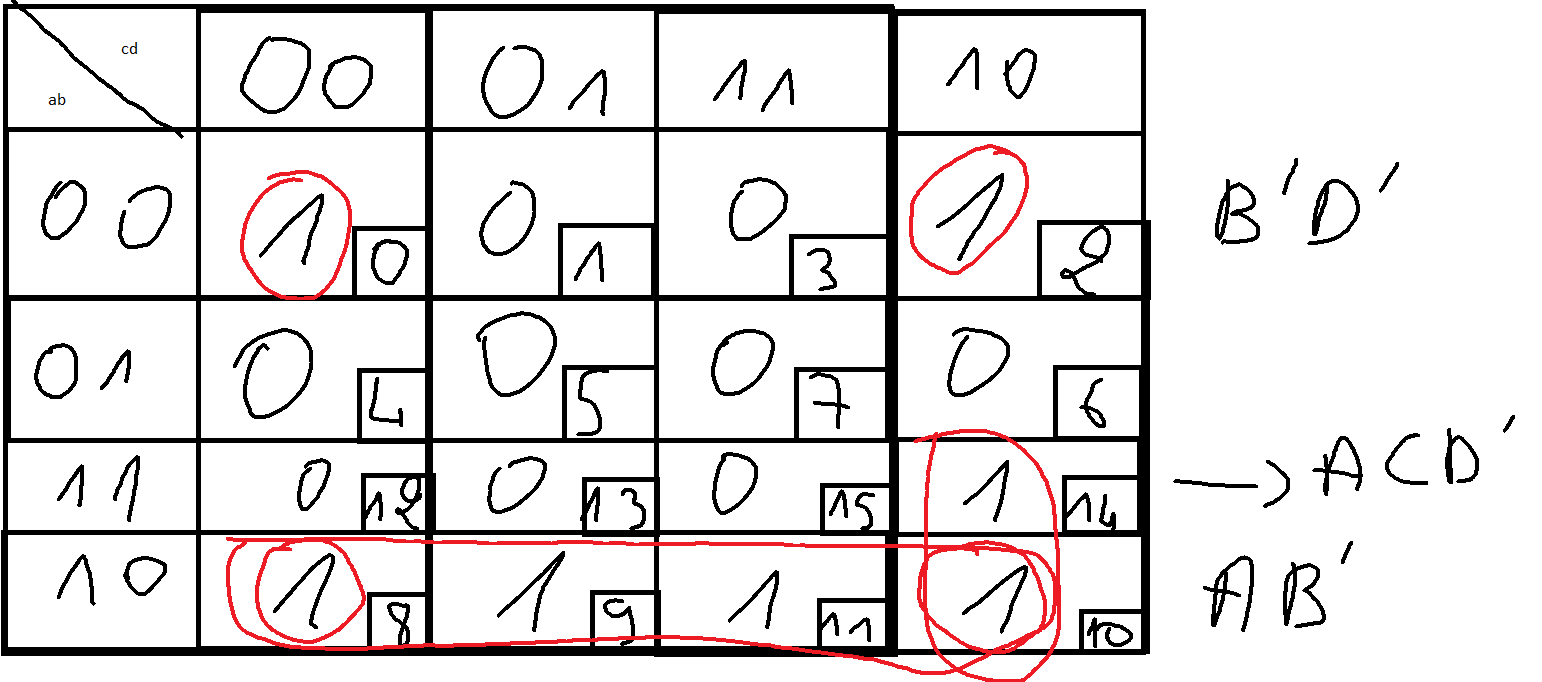 cd
ab
00 01 11 10
00 1 0 0 1 B'D'
0 1 3 2
01 0 0 0 0
4 5 7 6
11 0 0 0 1 → ACD'
12 13 15 14
10 1 1 1 1 AB'
8 9 11 10